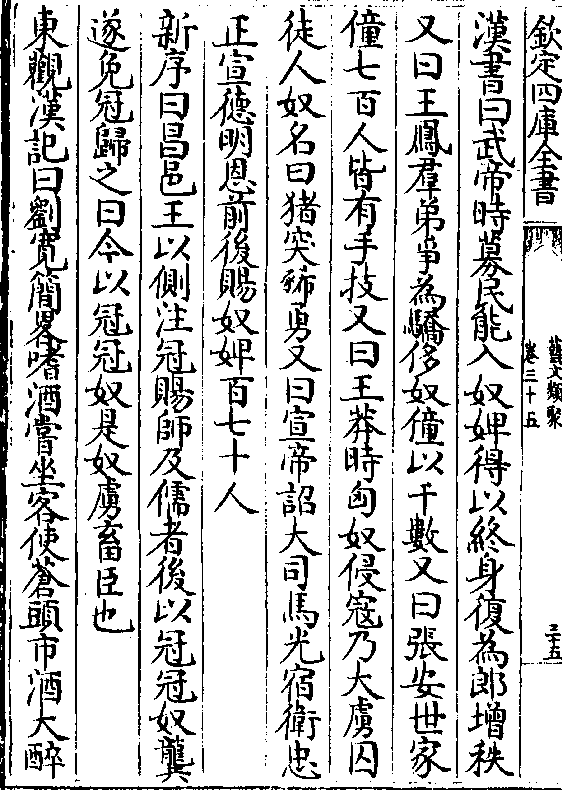 欽定四庫全書
藝文類聚
卷三十五
三十五
漢書曰武帝時募民能入奴婢得以終身復為郎增秩
又曰王鳳羣弟爭為驕侈奴僮以千數又曰張安世家
僮七百人皆有手技又曰王莽時匈奴侵寇乃大虜囚
徒人奴名曰猪突豨勇又曰宣帝詔大司馬光宿衛忠
正宣德明恩前後賜奴婢百七十人
新序曰昌邑王以側注冠賜師及儒者後以冠冠奴龔
遂免冠歸之曰今以冠冠奴是奴虜畜臣也
東觀漢記曰劉寬簡畧嗜酒嘗坐客使蒼頭市酒大醉